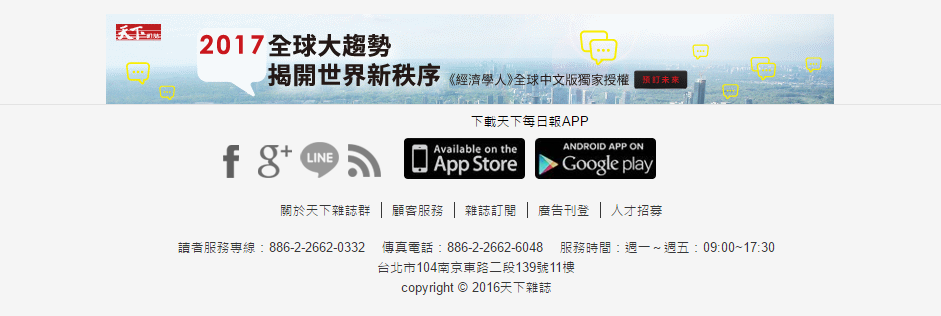 天下
2017 全球大趨勢
揭開世界新秩序 《經濟學人》全球中文版獨家授權 預訂未來
下載天下每日報APP
f g+ LINE Available on the App Store ANDROID APP ON Google play
關於天下雜誌群 | 顧客服務 | 雜誌訂閱 | 廣告刊登 | 人才招募
讀者服務專線：886-2-2662-0332 傳真電話：886-2-2662-6048 服務時間：週一～週五：09:00~17:30
台北市104南京東路二段139號11樓
copyright © 2016天下雜誌